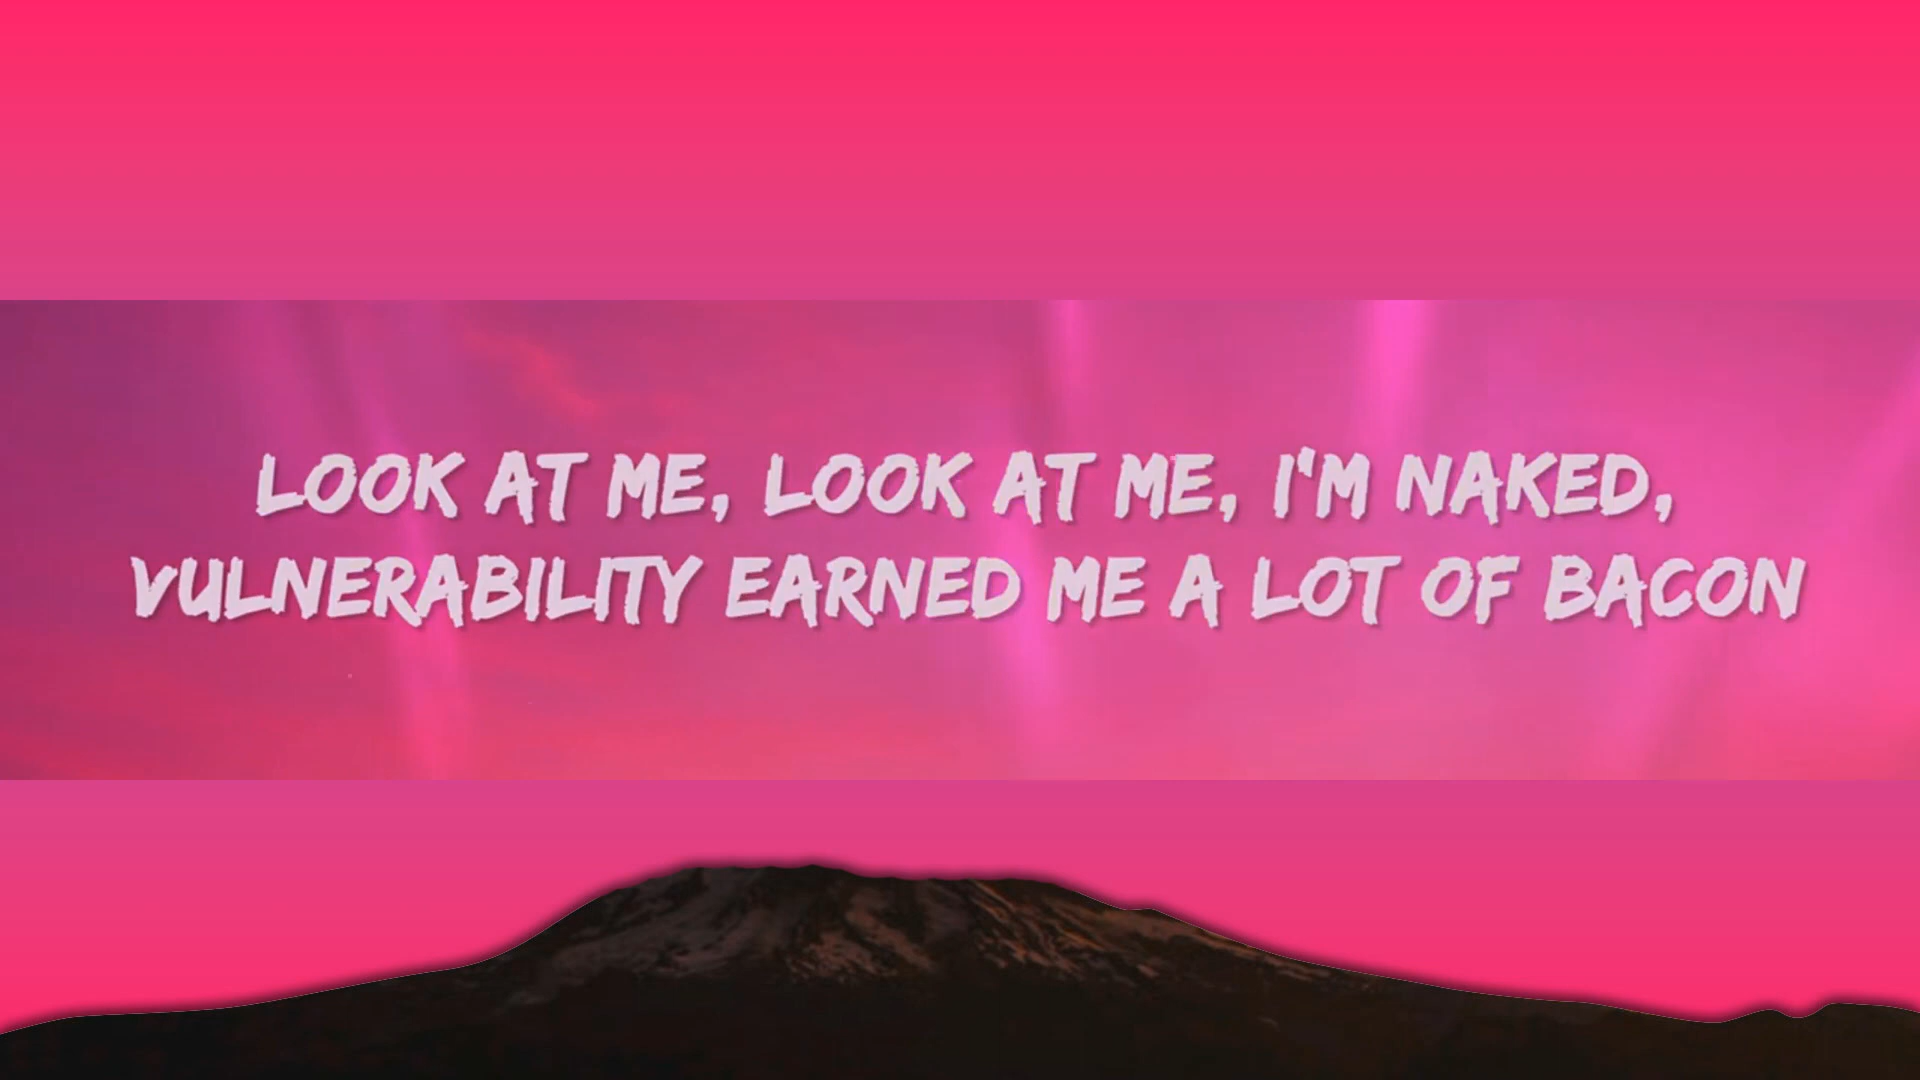 LOOK AT ME, LOOK AT ME, I'M NAKED,
VULNERABILITY EARNED ME A LOT OF BACON